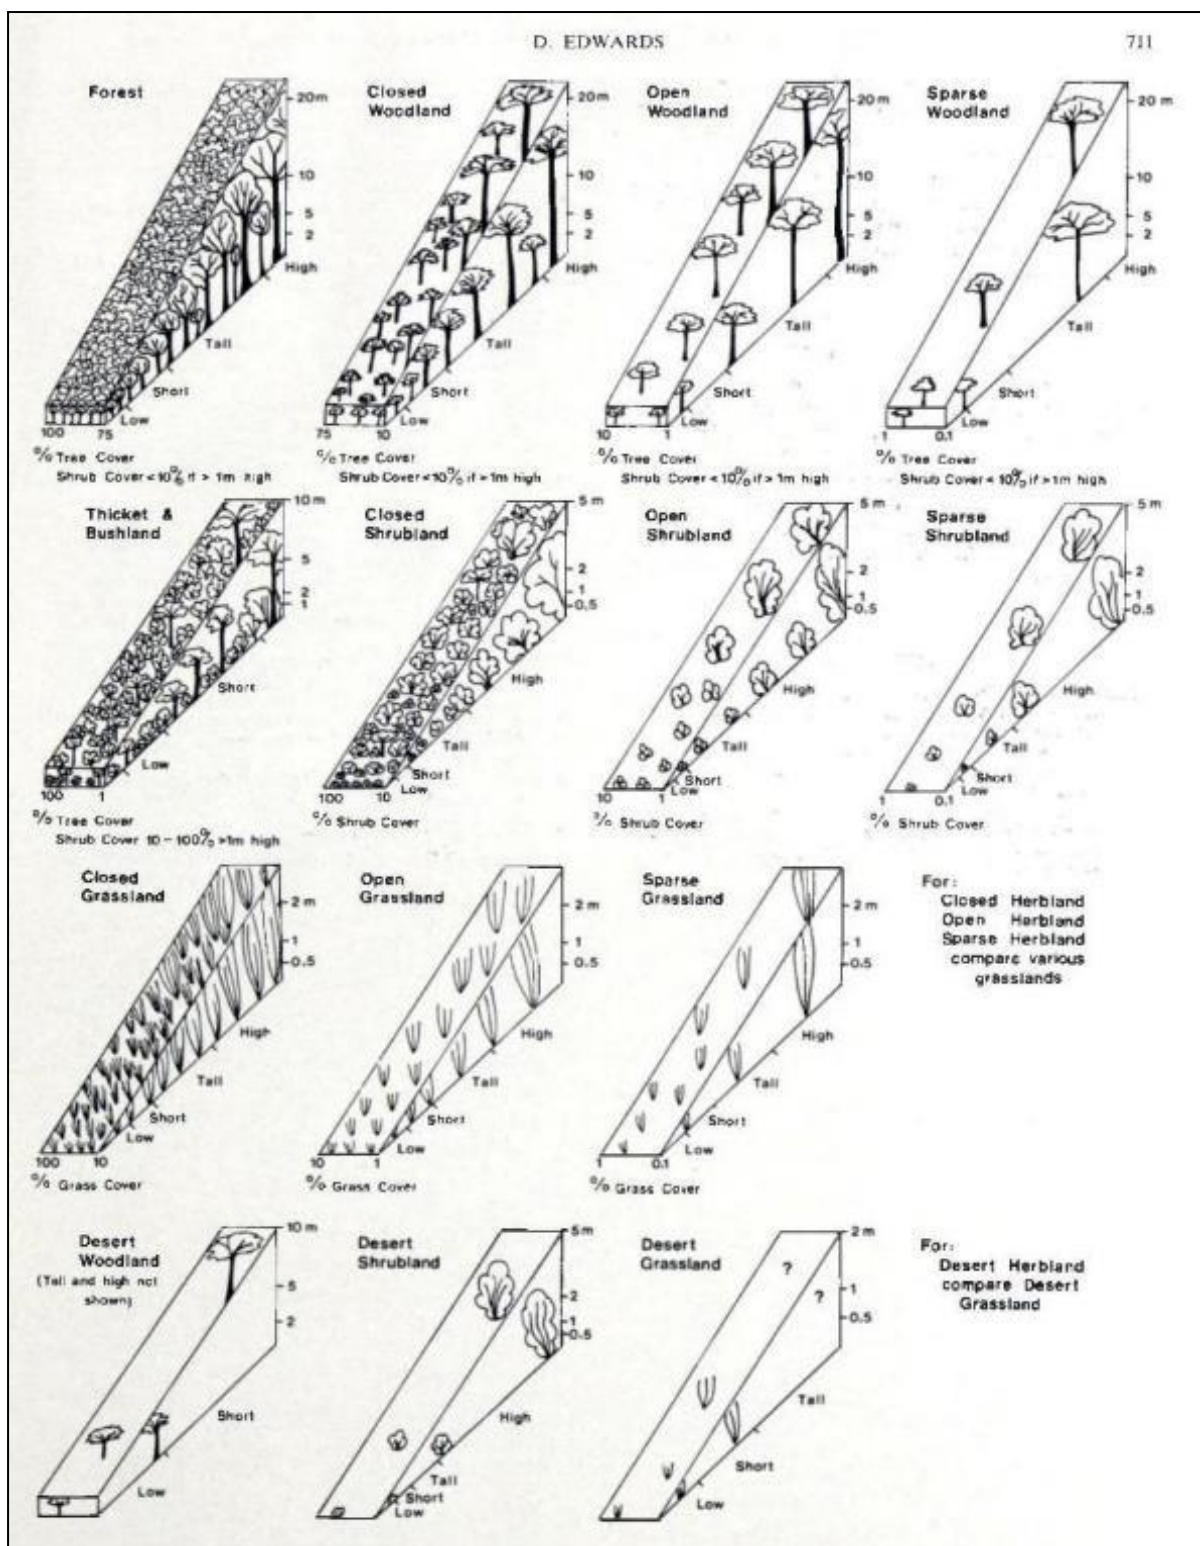 D. EDWARDS
711
Forest
20m
10
5
2
High
Tall
Short
Low
100 75
% Tree Cover
Shrub Cover < 10% if > 1m high
Closed
Woodland
20m
10
5
2
High
Tall
Short
Low
75 10
% Tree Cover
Shrub Cover < 10% if > 1m high
Open
Woodland
20m
10
5
2
High
Tall
Short
Low
10 1
% Tree Cover
Shrub Cover < 10% if > 1m high
Sparse
Woodland
20m
10
5
2
High
Tall
Short
Low
1 0.1
% Tree Cover
Shrub Cover < 10% if > 1m high
Thicket &
Bushland
10m
5
2
1
Short
Low
100 1
% Tree Cover
Shrub Cover 10 – 100% > 1m high
Closed
Shrubland
5m
2
1
0.5
High
Tall
Short
Low
100 10
% Shrub Cover
Open
Shrubland
5m
2
1
0.5
High
Tall
Short
Low
10 1
% Shrub Cover
Sparse
Shrubland
5m
2
1
0.5
High
Tall
Short
Low
1 0.1
% Shrub Cover
Closed
Grassland
2m
1
0.5
High
Tall
Short
Low
100 10
% Grass Cover
Open
Grassland
2m
1
0.5
High
Tall
Short
Low
10 1
% Grass Cover
Sparse
Grassland
2m
1
0.5
High
Tall
Short
Low
1 0.1
% Grass Cover
For:
Closed Herbland
Open Herbland
Sparse Herbland
compare various
grasslands
Desert
Woodland
(Tall and high not
shown)
10m
5
2
Short
Low
Desert
Shrubland
5m
2
1
0.5
High
Tall
Short
Low
Desert
Grassland
2m
1
0.5
?
?
Tall
Short
Low
For:
Desert Herbland
compare Desert
Grassland